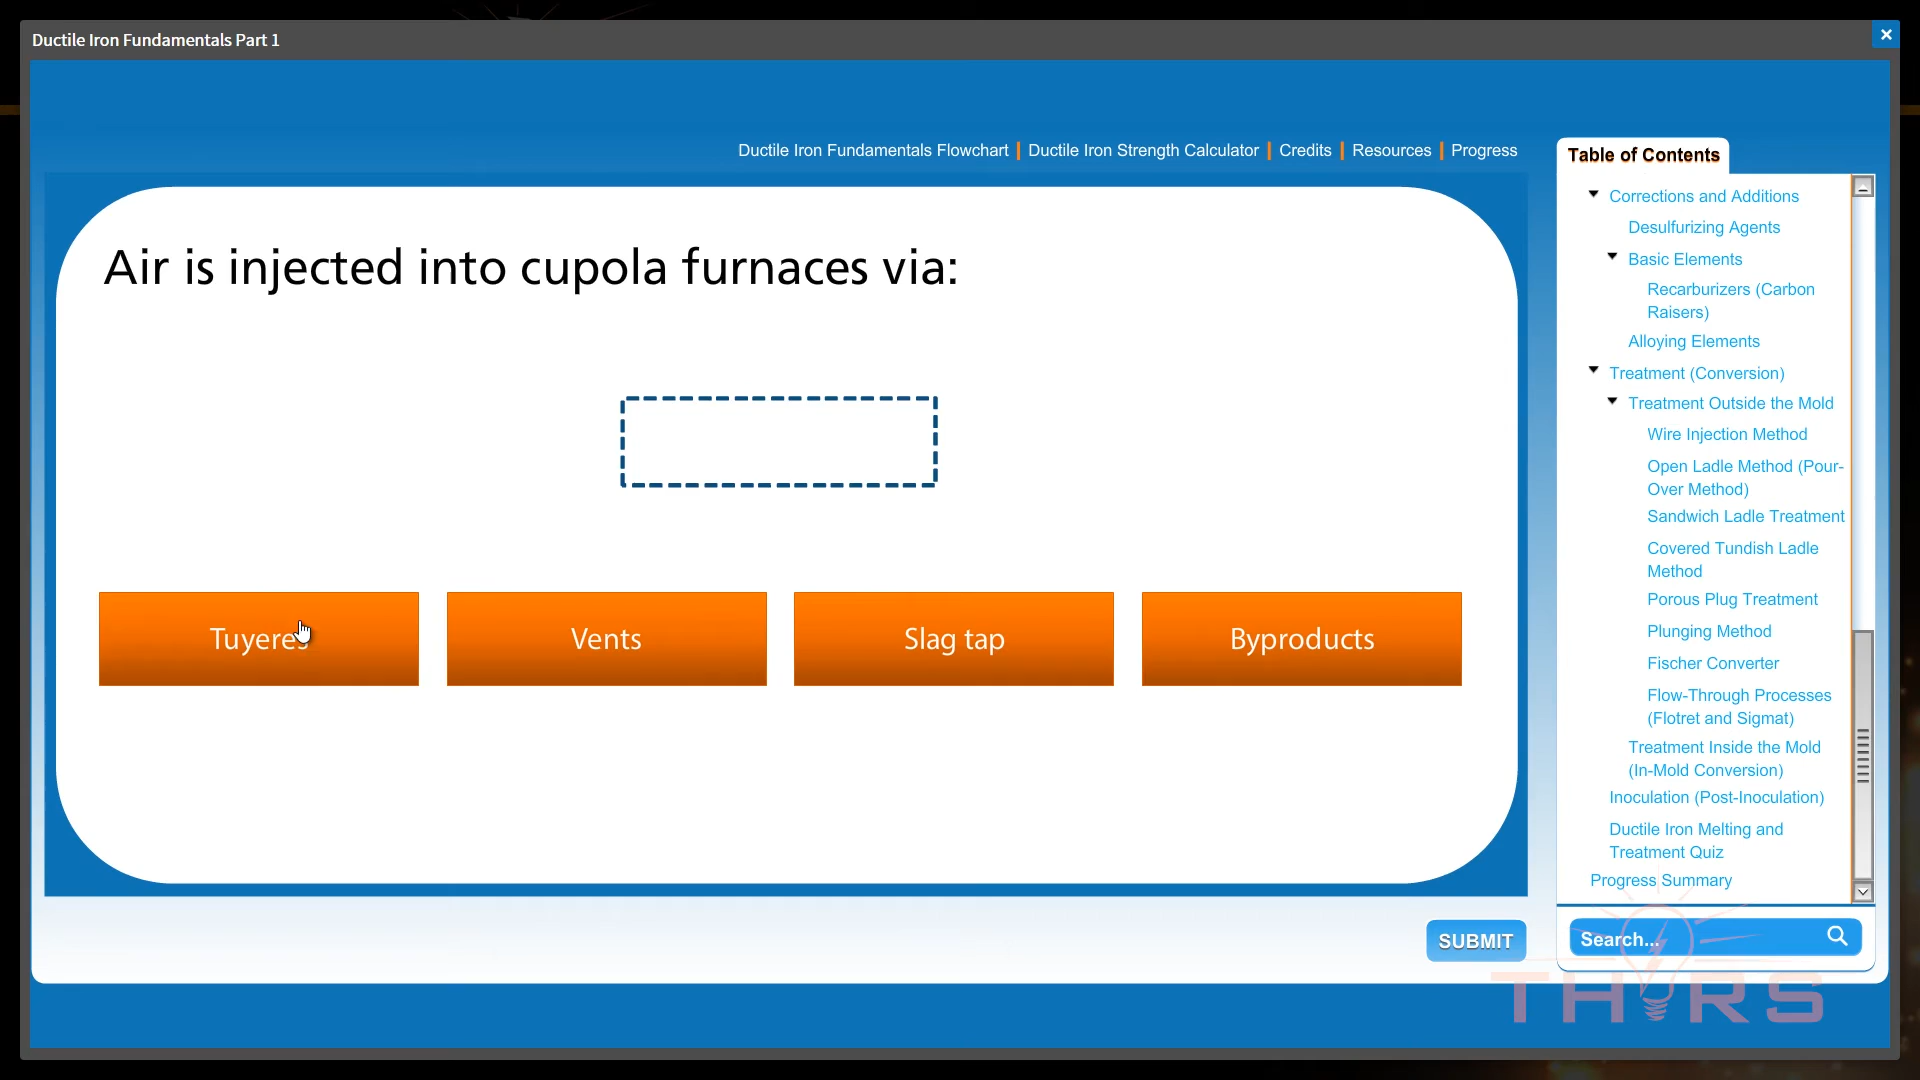 Ductile Iron Fundamentals Part 1
Ductile Iron Fundamentals Flowchart | Ductile Iron Strength Calculator | Credits | Resources | Progress
Air is injected into cupola furnaces via:
Tuyeres
Vents
Slag tap
Byproducts
SUBMIT
Table of Contents
Corrections and Additions
Desulfurizing Agents
Basic Elements
Recarburizers (Carbon
Raisers)
Alloying Elements
Treatment (Conversion)
Treatment Outside the Mold
Wire Injection Method
Open Ladle Method (Pour-
Over Method)
Sandwich Ladle Treatment
Covered Tundish Ladle
Method
Porous Plug Treatment
Plunging Method
Fischer Converter
Flow-Through Processes
(Flotret and Sigmat)
Treatment Inside the Mold
(In-Mold Conversion)
Inoculation (Post-Inoculation)
Ductile Iron Melting and
Treatment Quiz
Progress Summary
Search...
THORS